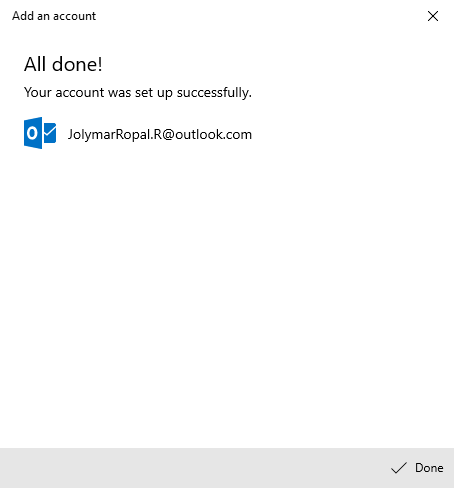 Add an account
All done!
Your account was set up successfully.
JolymarRopal.R@outlook.com
Done